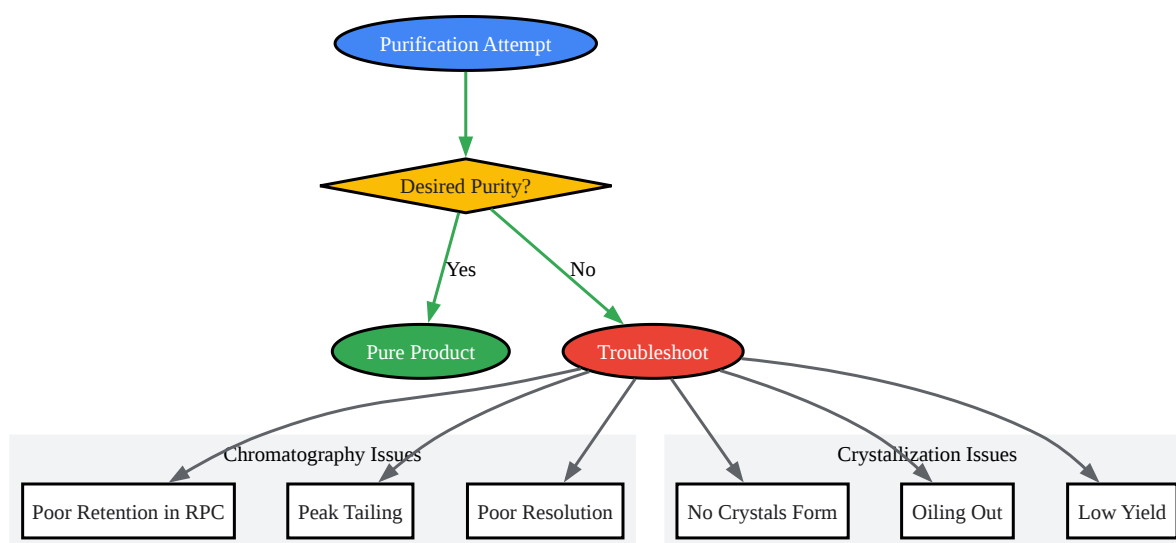 Purification Attempt
Desired Purity?
Yes
No
Pure Product
Troubleshoot
Chromatography Issues
Crystallization Issues
Poor Retention in RPC
Peak Tailing
Poor Resolution
No Crystals Form
Oiling Out
Low Yield